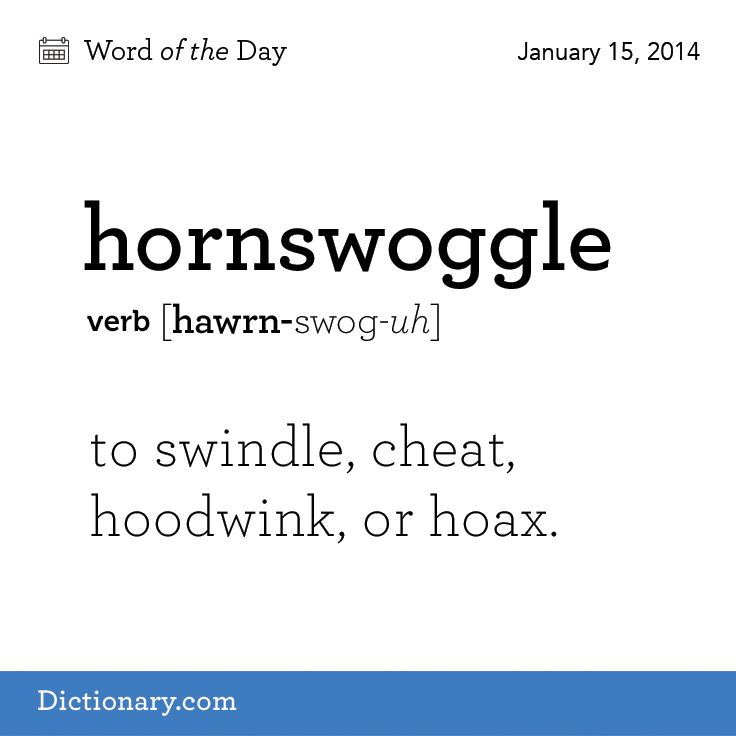 Word of the Day
January 15, 2014
hornswoggle
verb [hawrn-swog-uh]
to swindle, cheat,
hoodwink, or hoax.
Dictionary.com